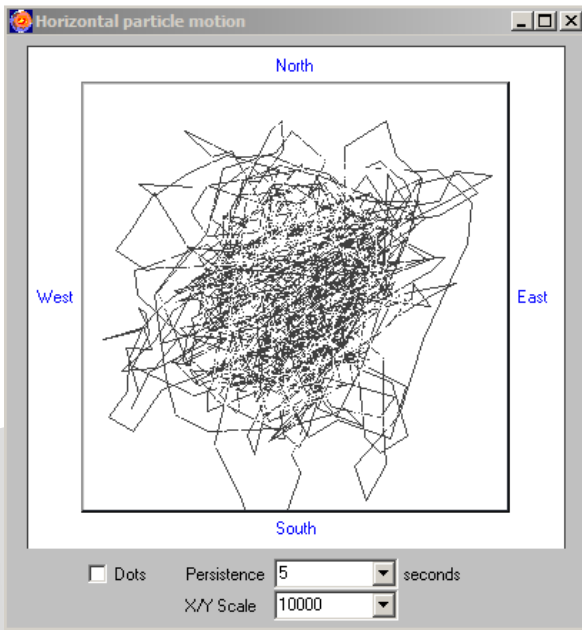 Horizontal particle motion
North
West
East
South
Dots Persistence 5 seconds
X/Y Scale 10000